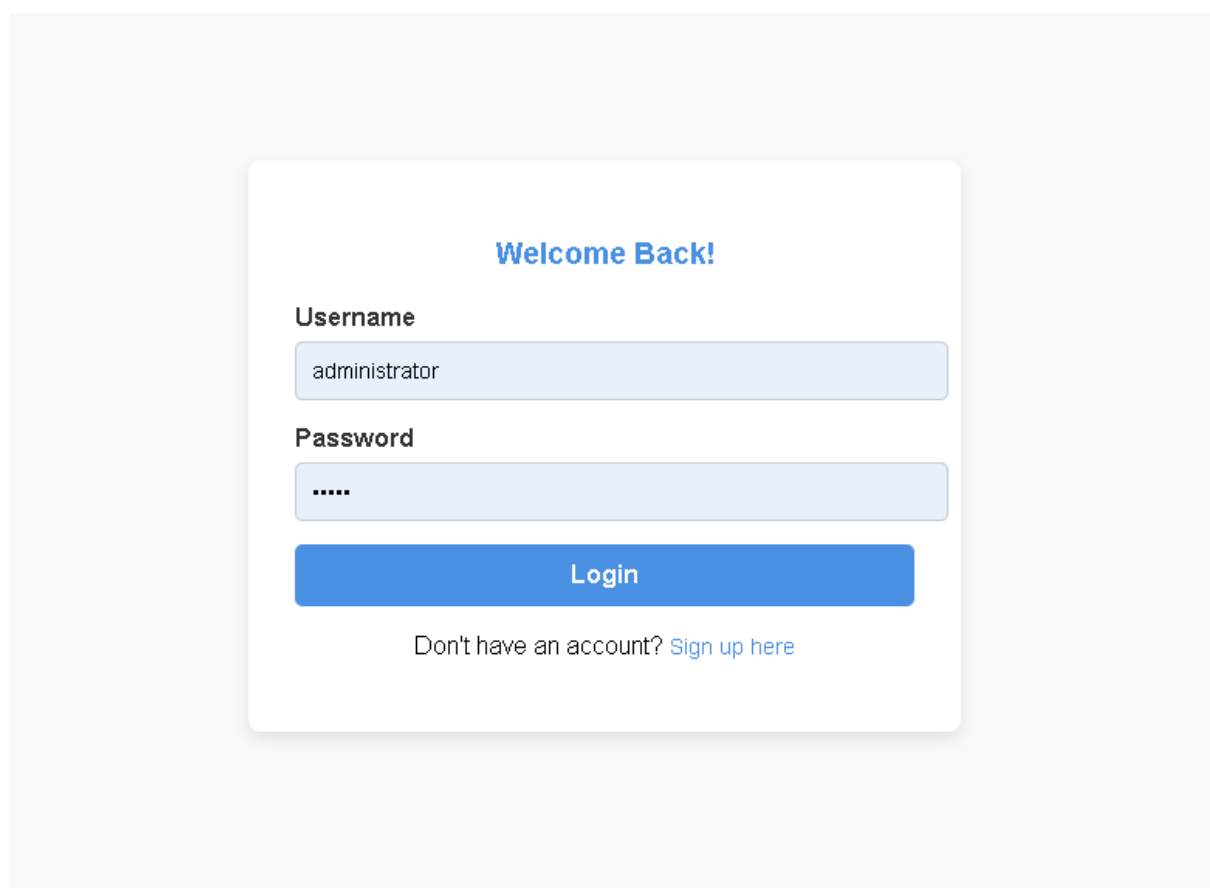 Welcome Back!
Username
administrator
Password
•••••
Login
Don't have an account? Sign up here